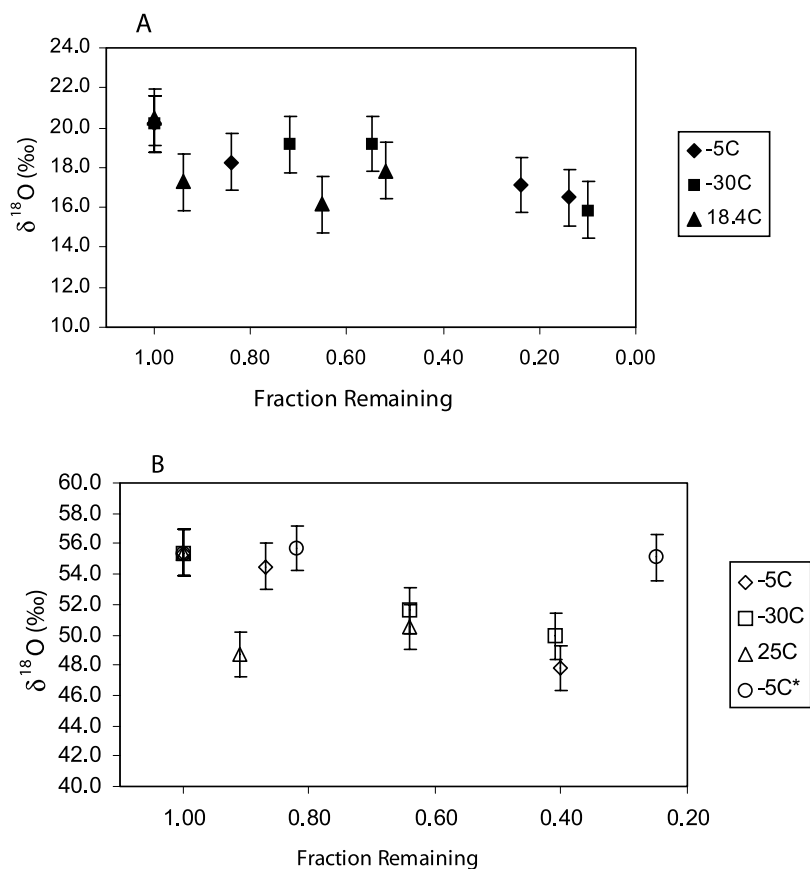 A
24.0
22.0
20.0
18.0
16.0
14.0
12.0
10.0
δ 18O (‰)
1.00 0.80 0.60 0.40 0.20 0.00
Fraction Remaining
-5C
-30C
18.4C
B
60.0
58.0
56.0
54.0
52.0
50.0
48.0
46.0
44.0
42.0
40.0
δ 18O (‰)
1.00 0.80 0.60 0.40 0.20
Fraction Remaining
-5C
-30C
25C
-5C*